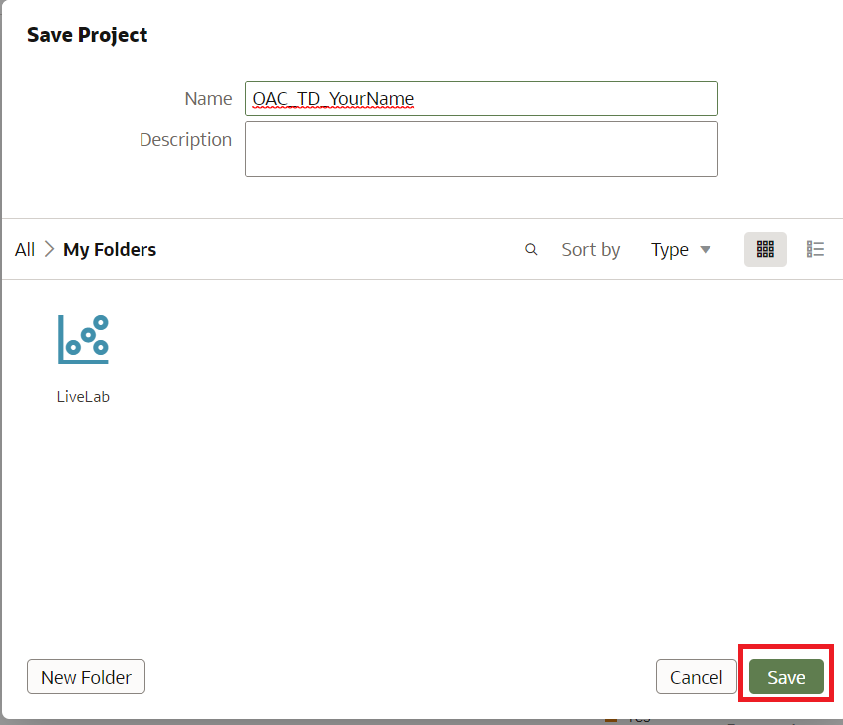 Save Project
Name OAC_TD_YourName
Description
All > My Folders Sort by Type
LiveLab
New Folder Cancel Save